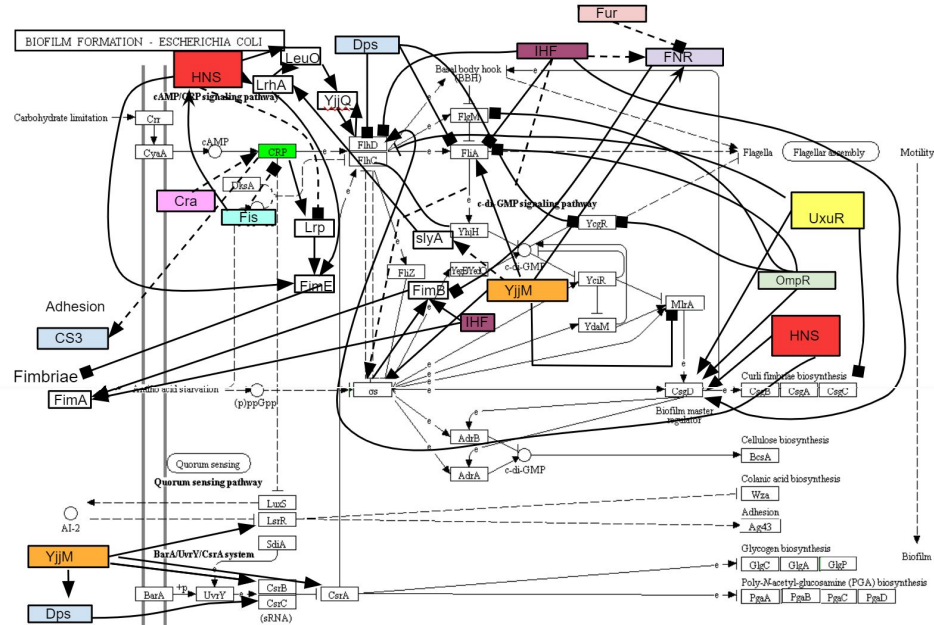 Fur
BIOFILM FORMATION - ESCHERICHIA COLI
Dps
IHF
FNR
LeuO
HNS
LrhA
Basal body hook
(BBH)
YjjQ
cAMP/CRP signaling pathway
Carbohydrate limitation
Crr
FlgM
cAMP
FlhD
CyaA
CRP
FliA
Flagella
Flagellar assembly
Motility
FlhC
DksA
Cra
c-di-GMP signaling pathway
UxuR
Fis
Lrp
YcgR
slyA
YhjH
c-di-GMP
FliZ
FimE
FimB
YciR
OmpR
YjjM
Adhesion
MlrA
CS3
IHF
YdaM
HNS
Fimbriae
Curli fimbriae biosynthesis
FimA
Amino acid starvation
(p)ppGpp
σs
CsgD
CsgB
CsgA
CsgC
Biofilm master
regulator
AdrB
Cellulose biosynthesis
c-di-GMP
BcsA
Quorum sensing
AdrA
Quorum sensing pathway
Colanic acid biosynthesis
Wza
LuxS
AI-2
LsrR
Adhesion
Ag43
SdiA
YjjM
BarA/UvrY/CsrA system
Glycogen biosynthesis
Biofilm
GlgC
GlgA
GlgP
+p
CsrB
BarA
UvrY
e
CsrA
Poly-N-acetyl-glucosamine (PGA) biosynthesis
CsrC
PgaA
PgaB
PgaC
PgaD
Dps
(sRNA)